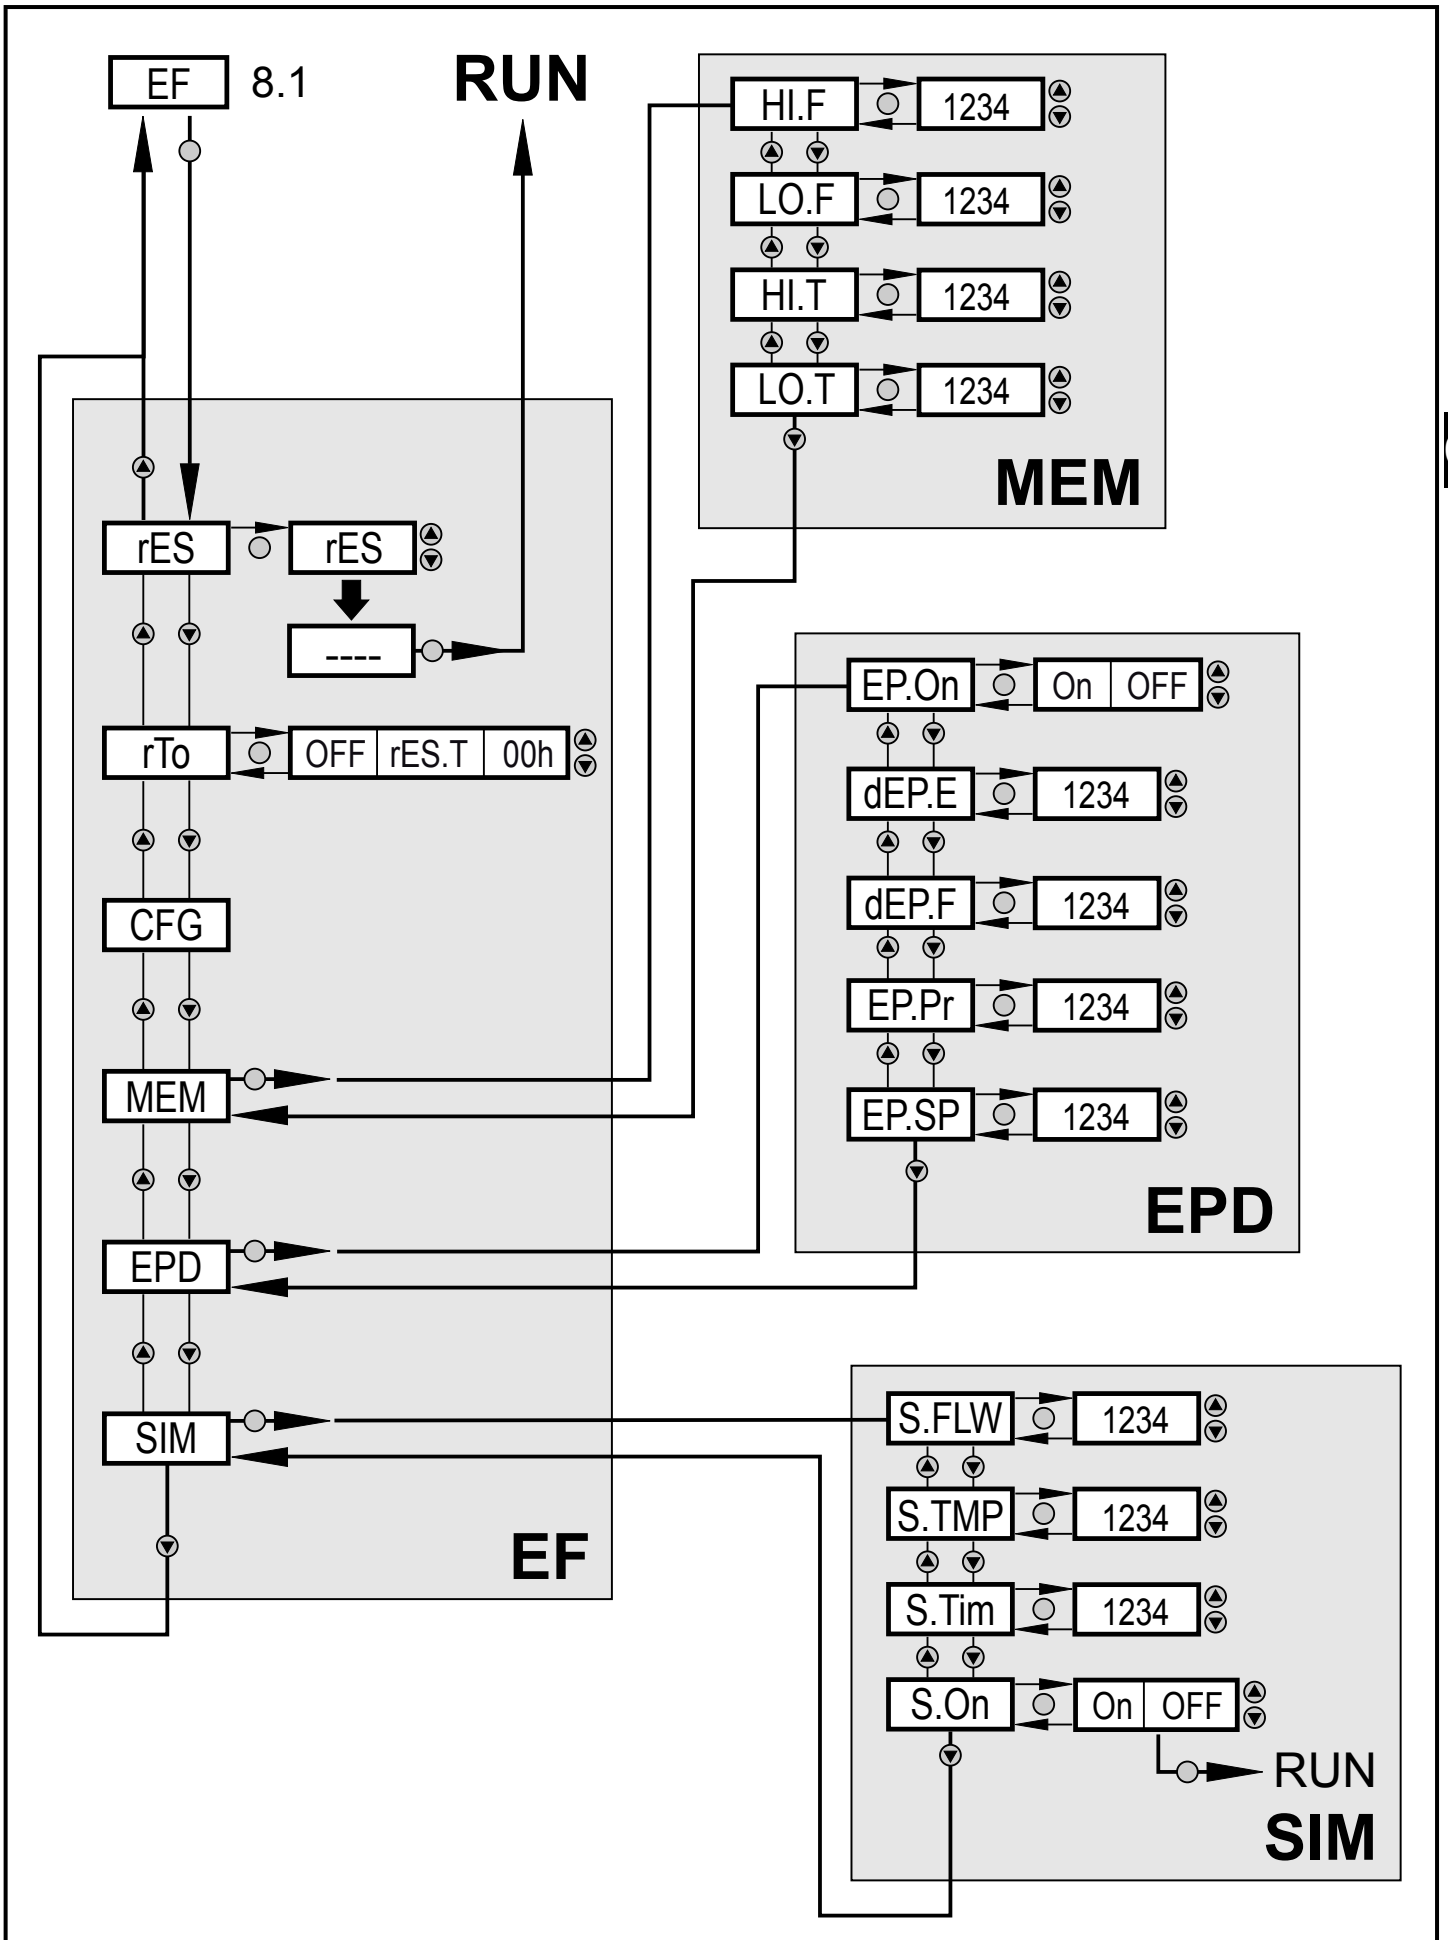 EF 8.1
RUN
rES rES
----
rTo OFF rES.T 00h
CFG
MEM
EPD
SIM
EF
HI.F 1234
LO.F 1234
HI.T 1234
LO.T 1234
MEM
EP.On On OFF
dEP.E 1234
dEP.F 1234
EP.Pr 1234
EP.SP 1234
EPD
S.FLW 1234
S.TMP 1234
S.Tim 1234
S.On On OFF
RUN
SIM